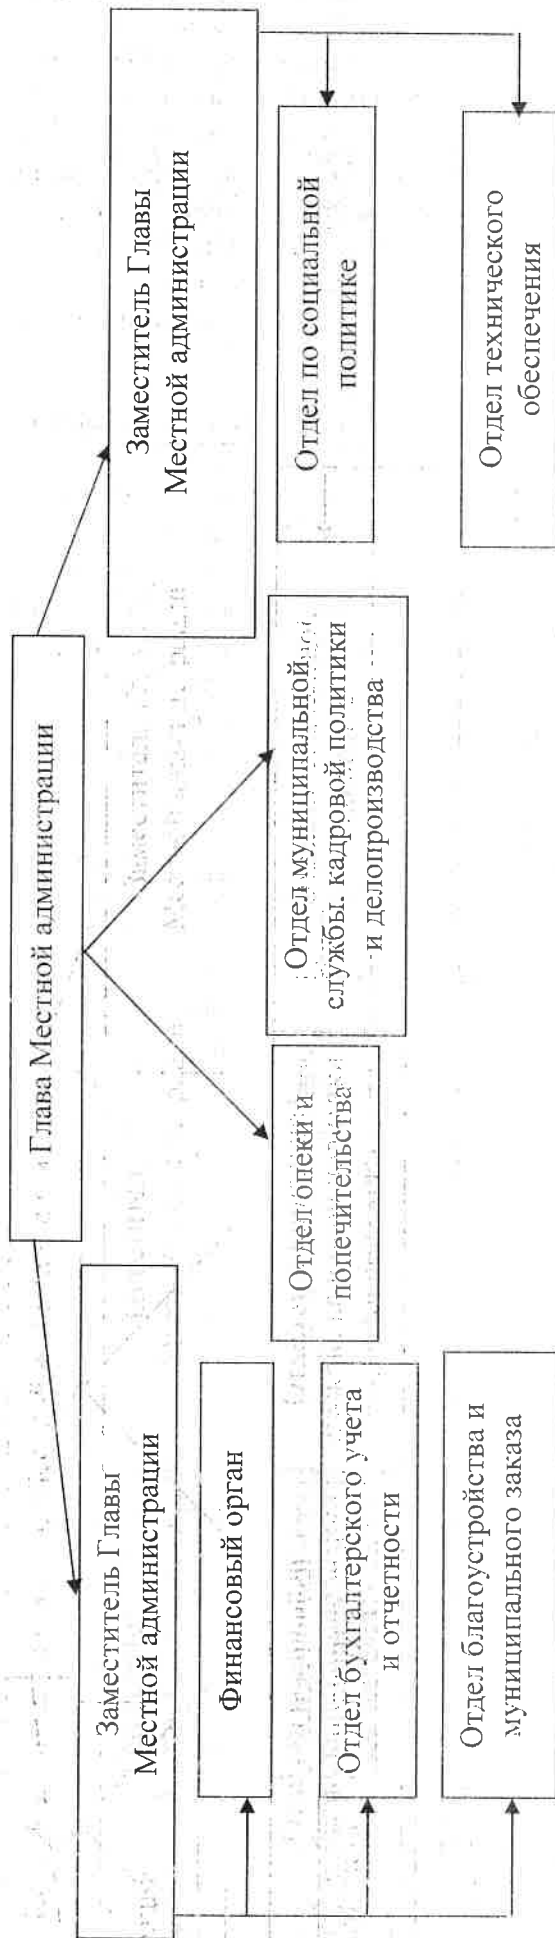 Глава Местной администрации
Заместитель Главы
Местной администрации
Заместитель Главы
Местной администрации
Финансовый орган
Отдел бухгалтерского учета
и отчетности
Отдел благоустройства и
муниципального заказа
Отдел опеки и
попечительства
Отдел муниципальной
службы, кадровой политики
и делопроизводства
Отдел по социальной
политике
Отдел технического
обеспечения